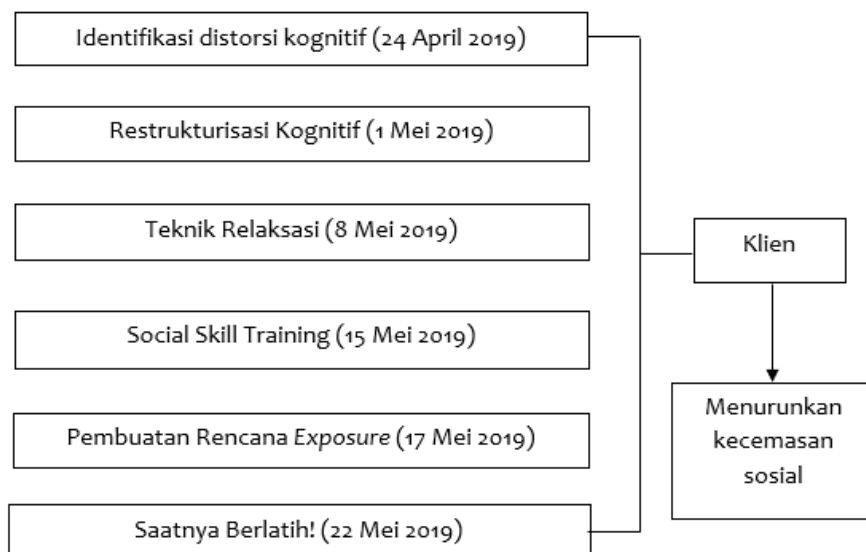 Identifikasi distorsi kognitif (24 April 2019)
Restrukturisasi Kognitif (1 Mei 2019)
Teknik Relaksasi (8 Mei 2019)
Social Skill Training (15 Mei 2019)
Pembuatan Rencana Exposure (17 Mei 2019)
Saatnya Berlatih! (22 Mei 2019)
Klien
Menurunkan
kecemasan
sosial